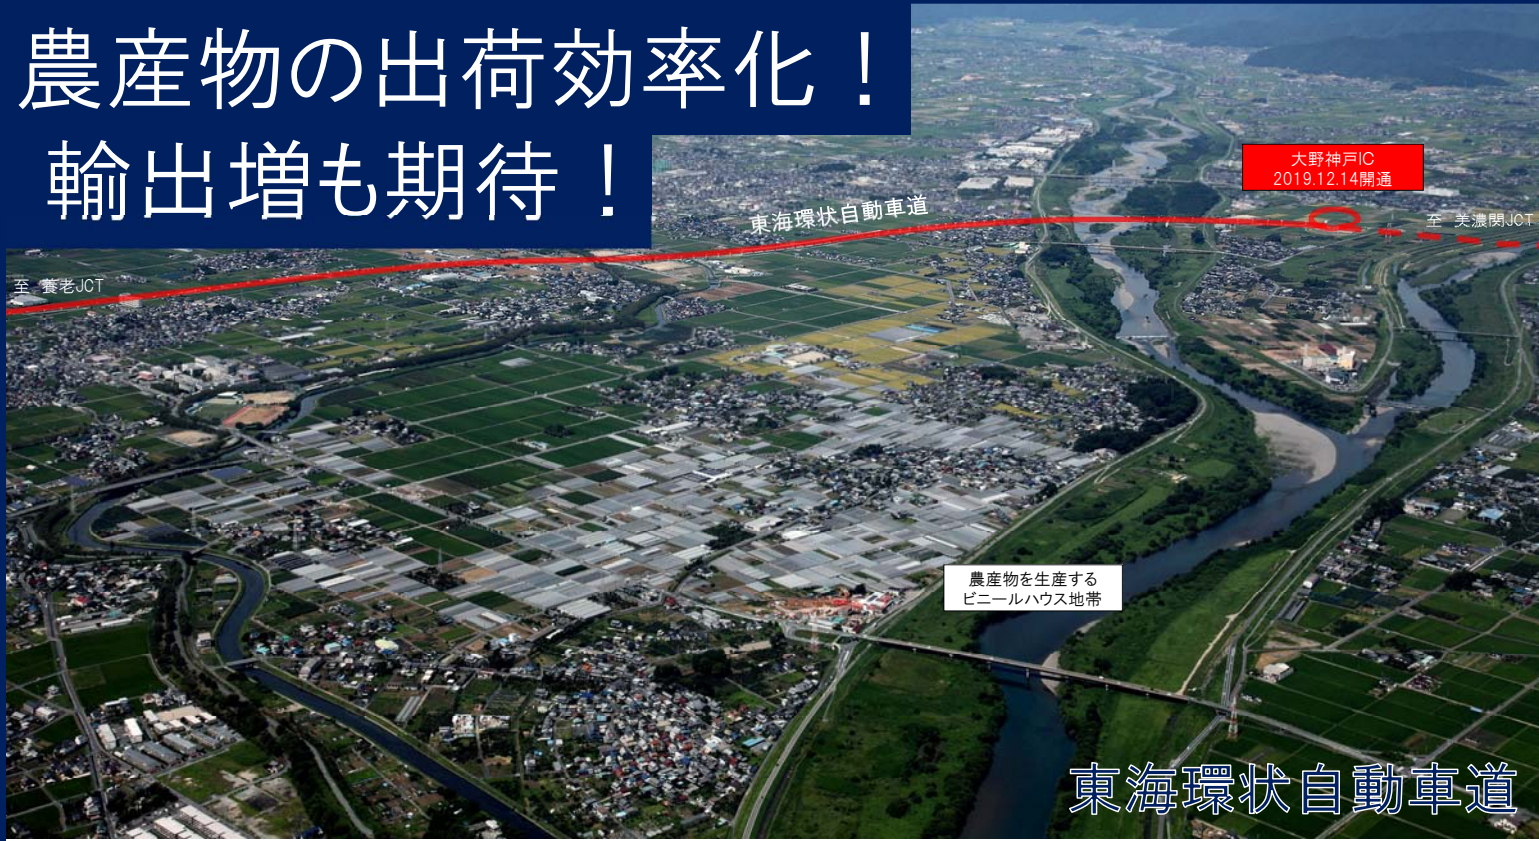 農産物の出荷効率化！
輸出増も期待！
大野神戸IC
2019.12.14開通
東海環状自動車道
至 美濃関JCT
至 養老JCT
農産物を生産する
ビニールハウス地帯
東海環状自動車道